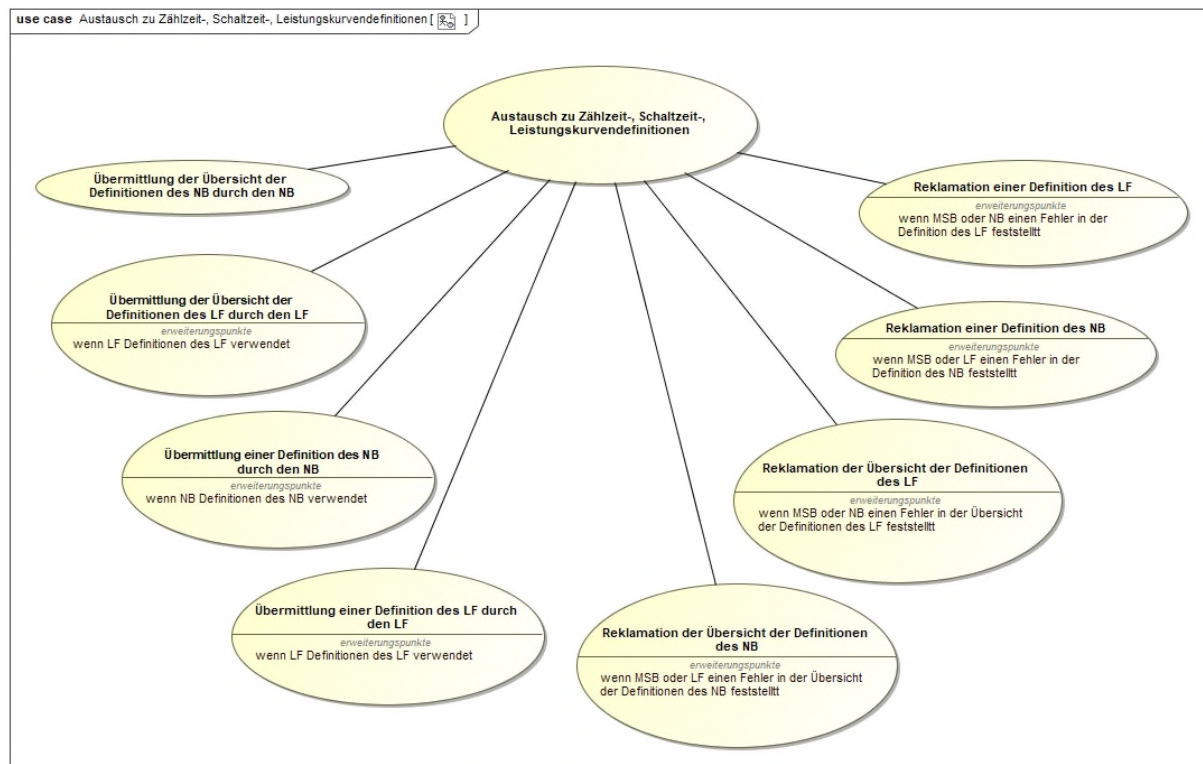 use case Austausch zu Zählzeit-, Schaltzeit-, Leistungskurvendefinitionen [ ]
Austausch zu Zählzeit-, Schaltzeit-,
Leistungskurvendefinitionen
Übermittlung der Übersicht der
Definitionen des NB durch den NB
Übermittlung der Übersicht der
Definitionen des LF durch den LF
erweiterungspunkte
wenn LF Definitionen des LF verwendet
Übermittlung einer Definition des NB
durch den NB
erweiterungspunkte
wenn NB Definitionen des NB verwendet
Übermittlung einer Definition des LF durch
den LF
erweiterungspunkte
wenn LF Definitionen des LF verwendet
Reklamation der Übersicht der Definitionen
des NB
erweiterungspunkte
wenn MSB oder LF einen Fehler in der Übersicht
der Definitionen des NB feststelltt
Reklamation der Übersicht der Definitionen
des LF
erweiterungspunkte
wenn MSB oder NB einen Fehler in der Übersicht
der Definitionen des LF feststelltt
Reklamation einer Definition des NB
erweiterungspunkte
wenn MSB oder LF einen Fehler in der
Definition des NB feststelltt
Reklamation einer Definition des LF
erweiterungspunkte
wenn MSB oder NB einen Fehler in der
Definition des LF feststelltt